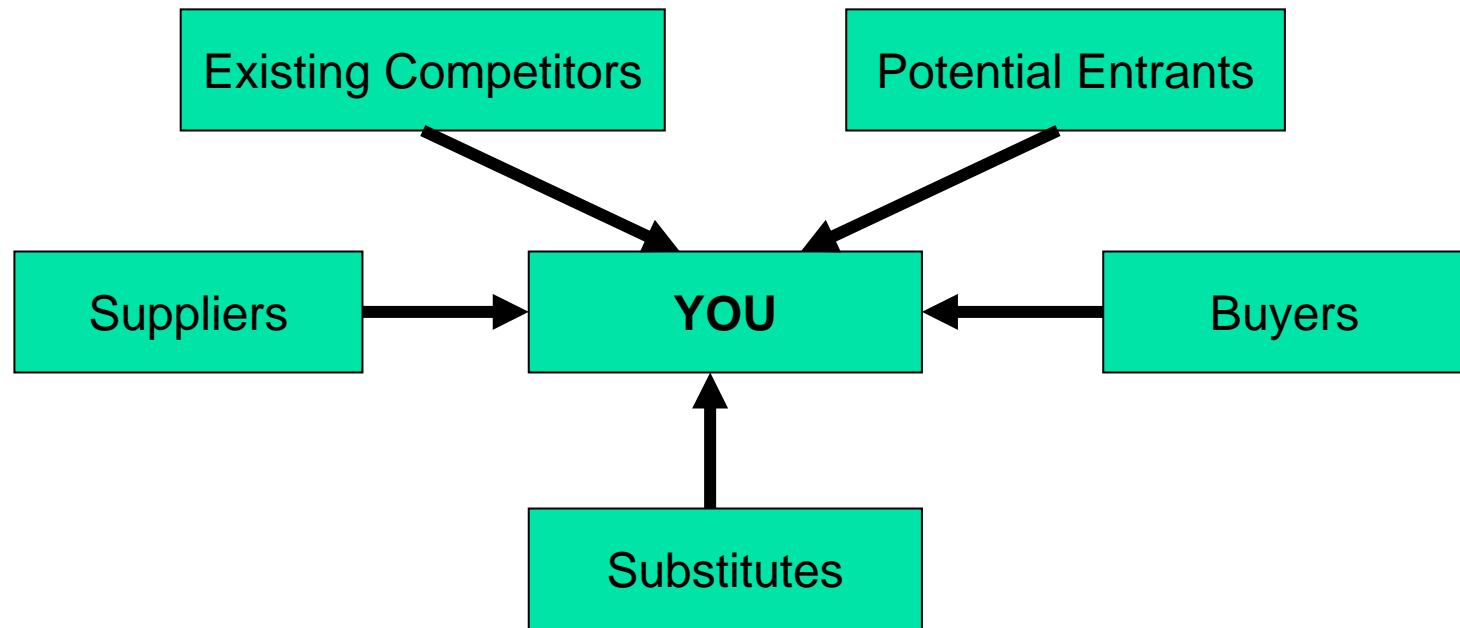 Existing Competitors
Potential Entrants
Suppliers
YOU
Buyers
Substitutes